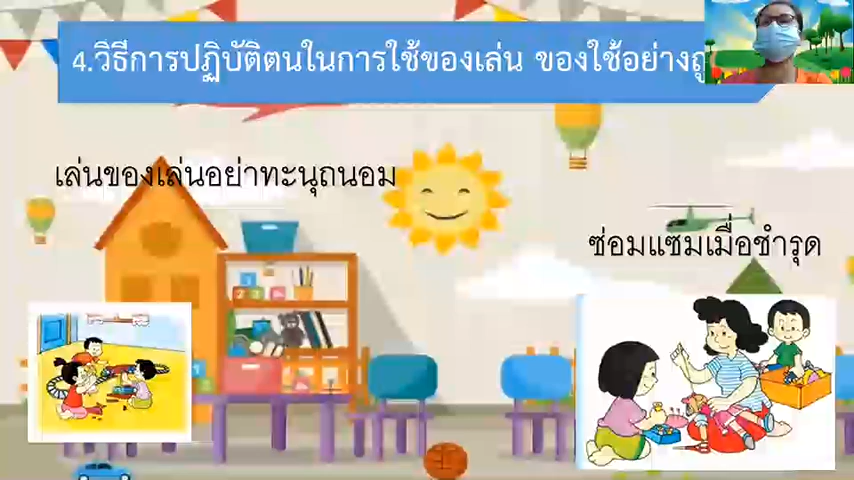 4.วิธีการปฏิบัติตนในการใช้ของเล่น ของใช้อย่าง
เล่นของเล่นอย่าทะนุถนอม
ซ่อมแซมเมื่อชำรุด